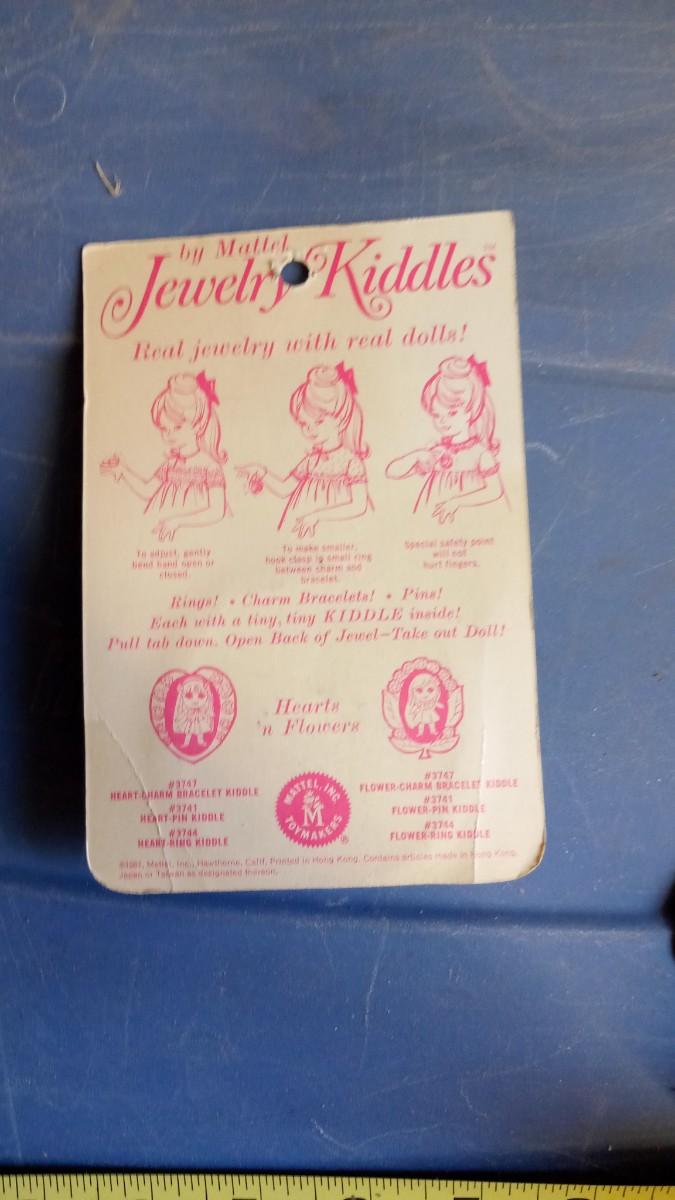 by Mattel
Jewelry Kiddles™
Real jewelry with real dolls!
To adjust, gently
bend band open or
closed.
To make smaller,
hook clasp in small ring
between charm and
bracelet.
Special safety point
will not
hurt fingers.
Rings! • Charm Bracelets! • Pins!
Each with a tiny, tiny KIDDLE inside!
Pull tab down. Open Back of Jewel—Take out Doll!
Hearts
'n Flowers
#3747
HEART-CHARM BRACELET KIDDLE
#3741
HEART-PIN KIDDLE
#3744
HEART-RING KIDDLE
MATTEL, INC.
M
TOYMAKERS
®
#3747
FLOWER-CHARM BRACELET KIDDLE
#3741
FLOWER-PIN KIDDLE
#3744
FLOWER-RING KIDDLE
Mattel, Inc., Hawthorne, Calif. Printed in Hong Kong. Contains articles made in Hong Kong,
Japan or Taiwan as designated thereon.